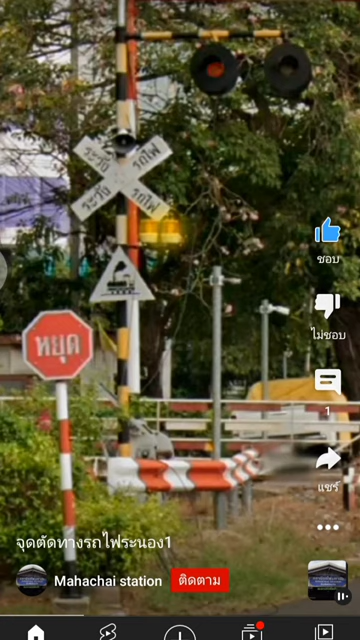 ระวัง รถไฟ
ระวัง รถไฟ
หยุด
ชอบ
ไม่ชอบ
1
แชร์
จุดตัดทางรถไฟระนอง1
Mahachai station
ติดตาม